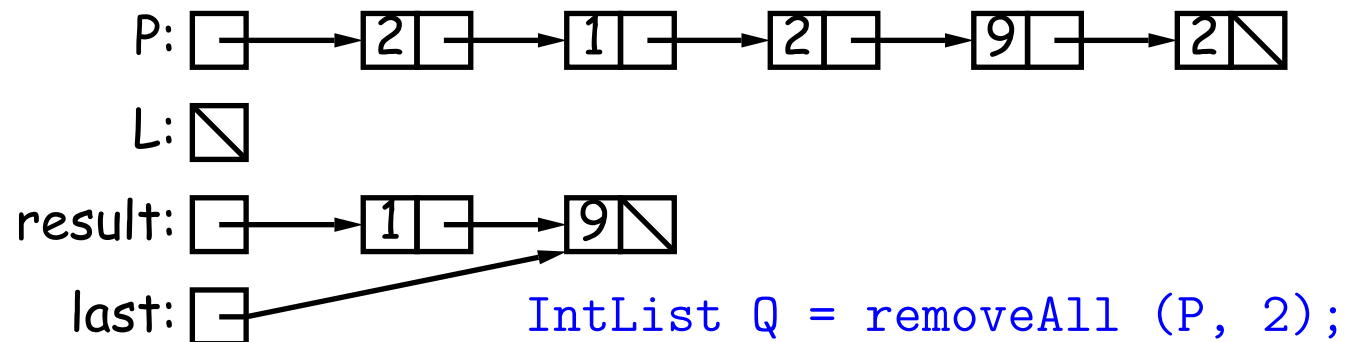 P: 2 1 2 9 2
L:
result: 1 9
last: IntList Q = removeAll (P, 2);